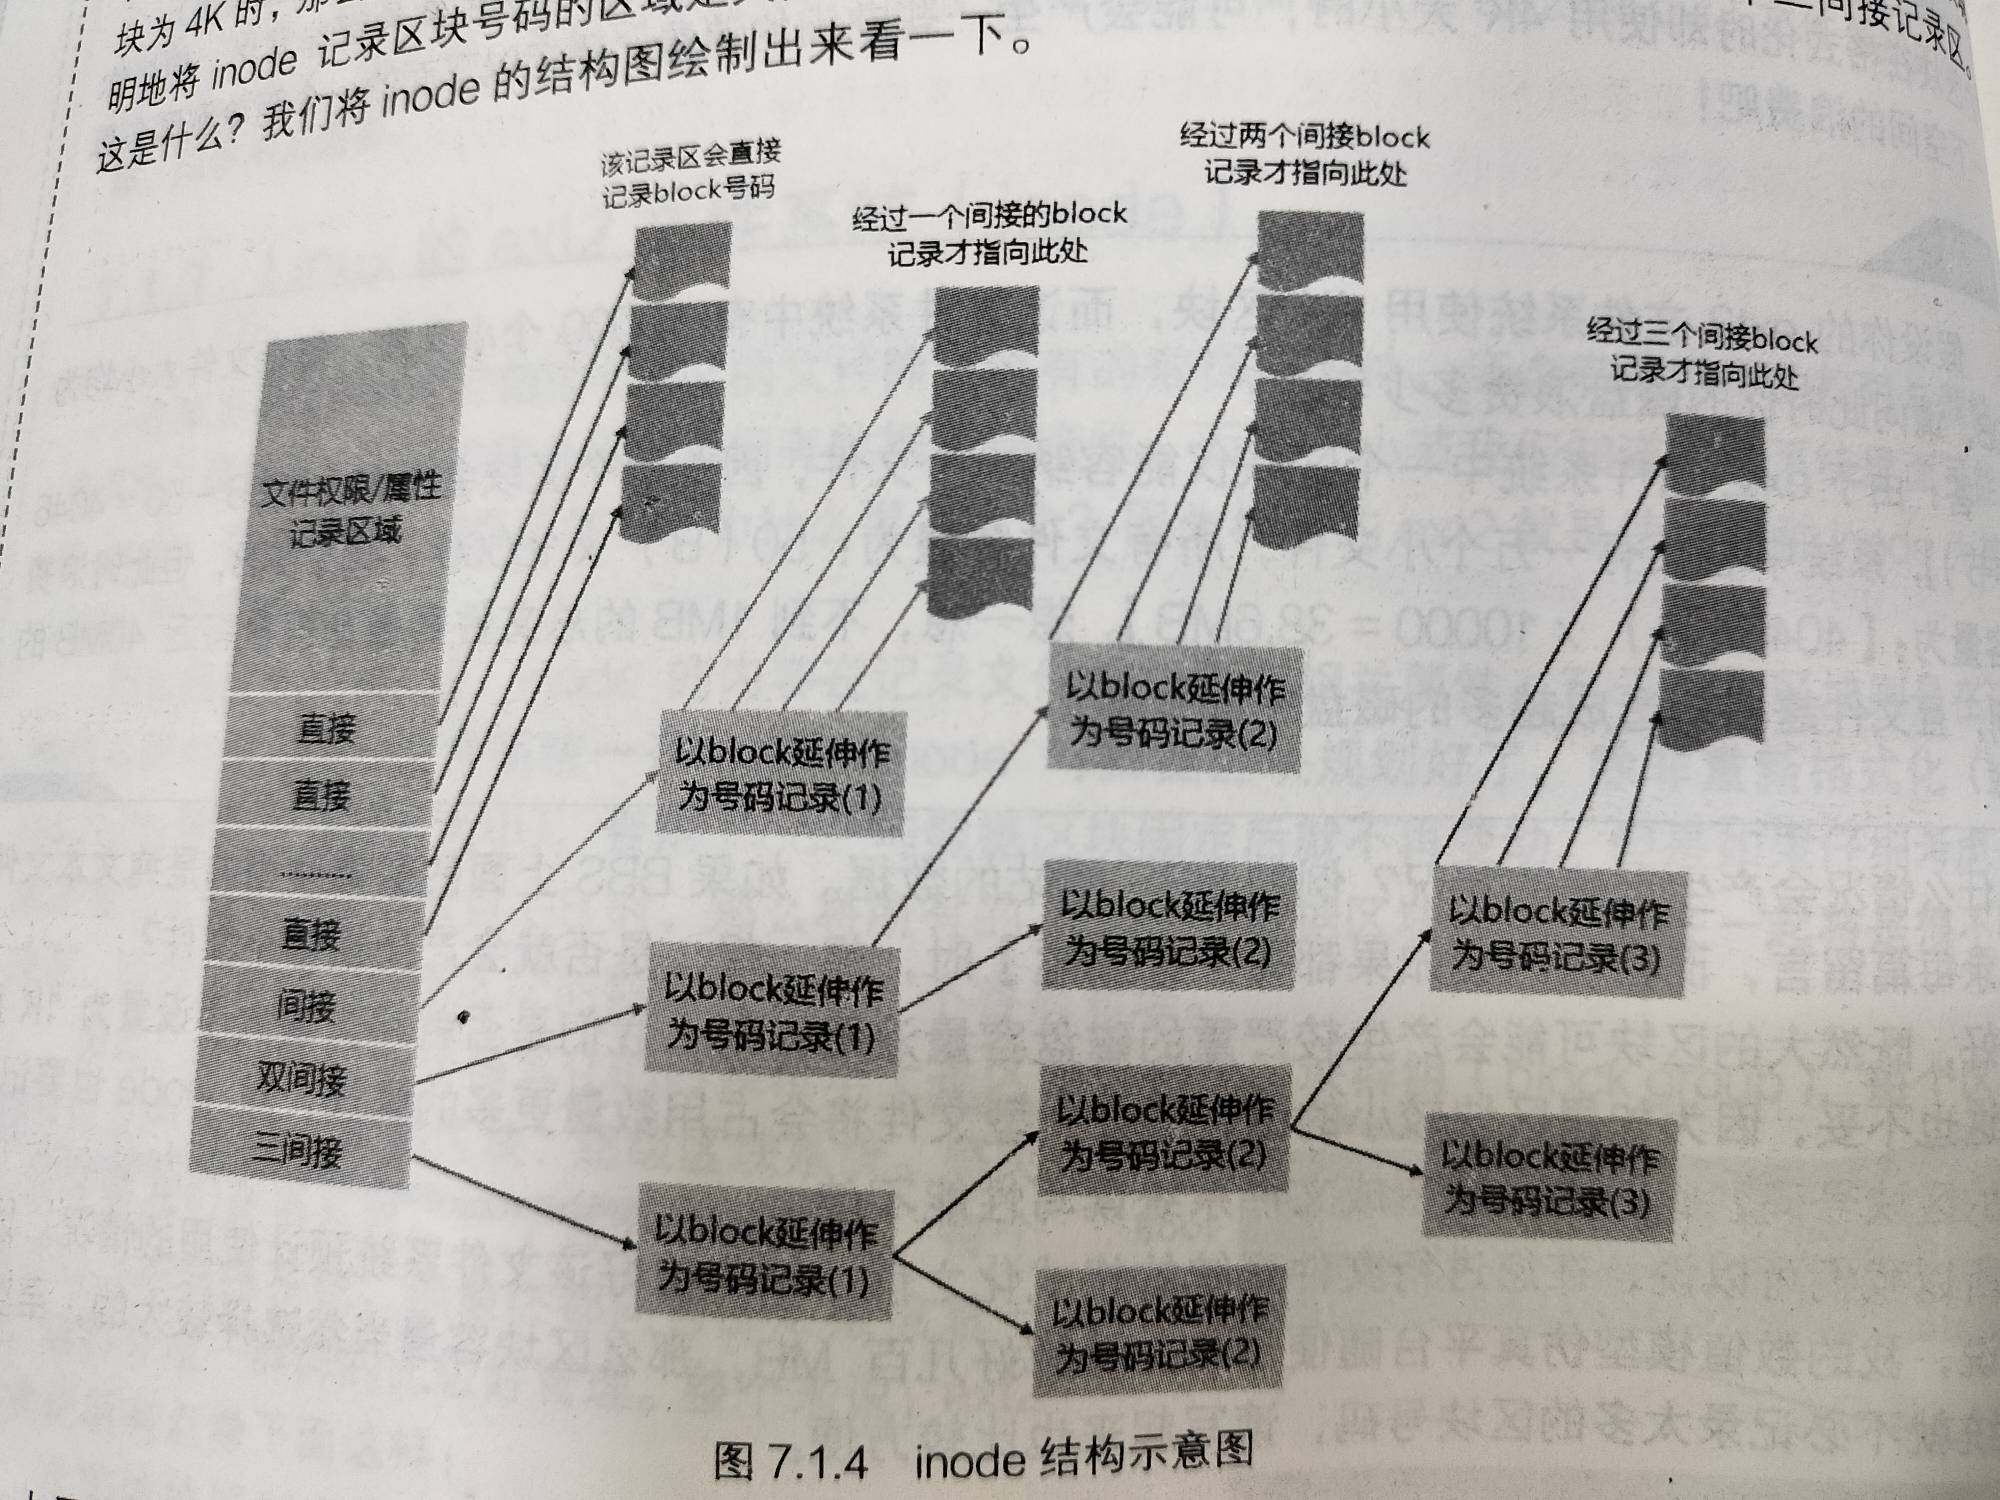 块为 4K 时，那
明地将 inode 记录区块号码的区域
间接记录区。
这是什么？我们将 inode 的结构图绘制出来看一下。
该记录区会直接
记录block号码
经过一个间接的block
记录才指向此处
经过两个间接block
记录才指向此处
经过三个间接block
记录才指向此处
文件权限/属性
记录区域
直接
直接
..........
直接
间接
双间接
三间接
以block延伸作
为号码记录(1)
以block延伸作
为号码记录(1)
以block延伸作
为号码记录(1)
以block延伸作
为号码记录(2)
以block延伸作
为号码记录(2)
以block延伸作
为号码记录(2)
以block延伸作
为号码记录(2)
以block延伸作
为号码记录(3)
以block延伸作
为号码记录(3)
图 7.1.4 inode 结构示意图